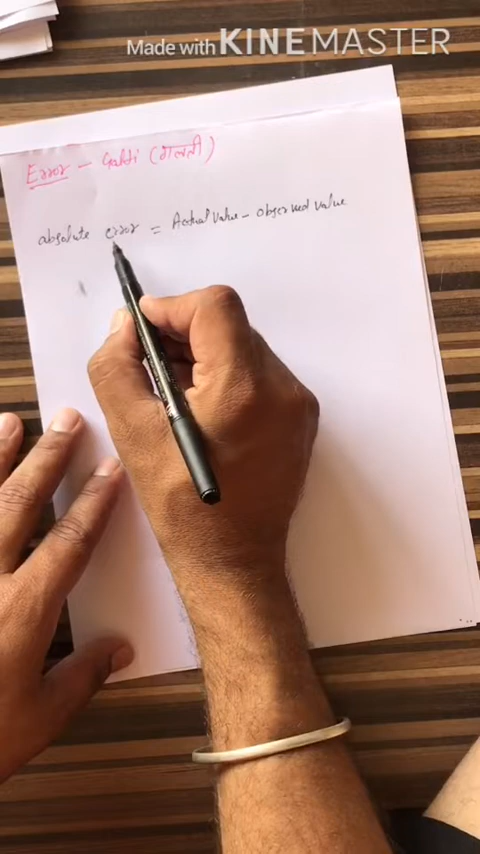 Made with KINEMASTER
Error - Galti (गलती)
absolute error = Actual value - observed value